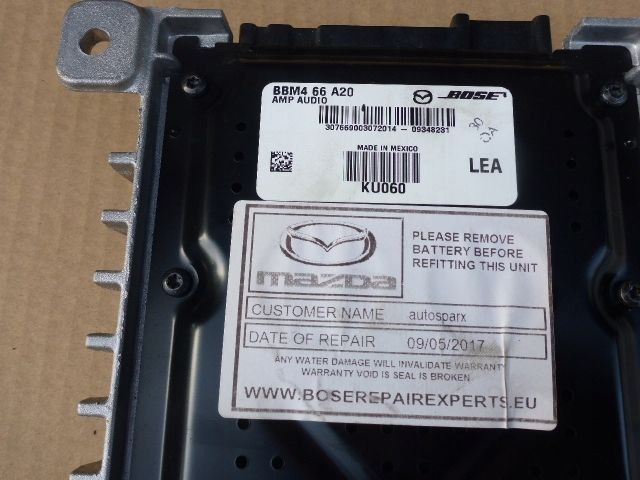 BBM4 66 A20
AMP AUDIO
BOSE
307669003072014 - 09348231
MADE IN MEXICO
KU060
LEA
mazda
PLEASE REMOVE
BATTERY BEFORE
REFITTING THIS UNIT
CUSTOMER NAME autosparx
DATE OF REPAIR 09/05/2017
ANY WATER DAMAGE WILL INVALIDATE WARRANTY
WARRANTY VOID IS SEAL IS BROKEN
WWW.BOSEREPAIREXPERTS.EU